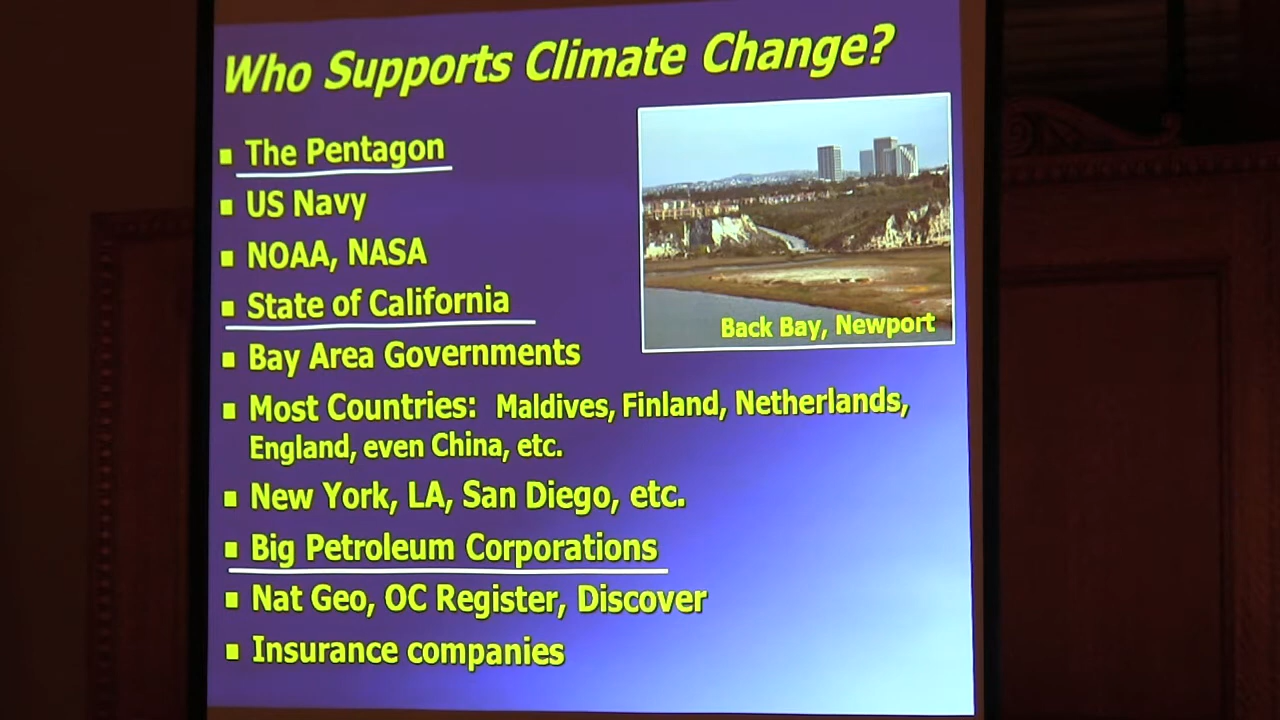 Who Supports Climate Change?
▪ The Pentagon
▪ US Navy
▪ NOAA, NASA
▪ State of California
▪ Bay Area Governments
▪ Most Countries: Maldives, Finland, Netherlands,
England, even China, etc.
▪ New York, LA, San Diego, etc.
▪ Big Petroleum Corporations
▪ Nat Geo, OC Register, Discover
▪ Insurance companies
Back Bay, Newport